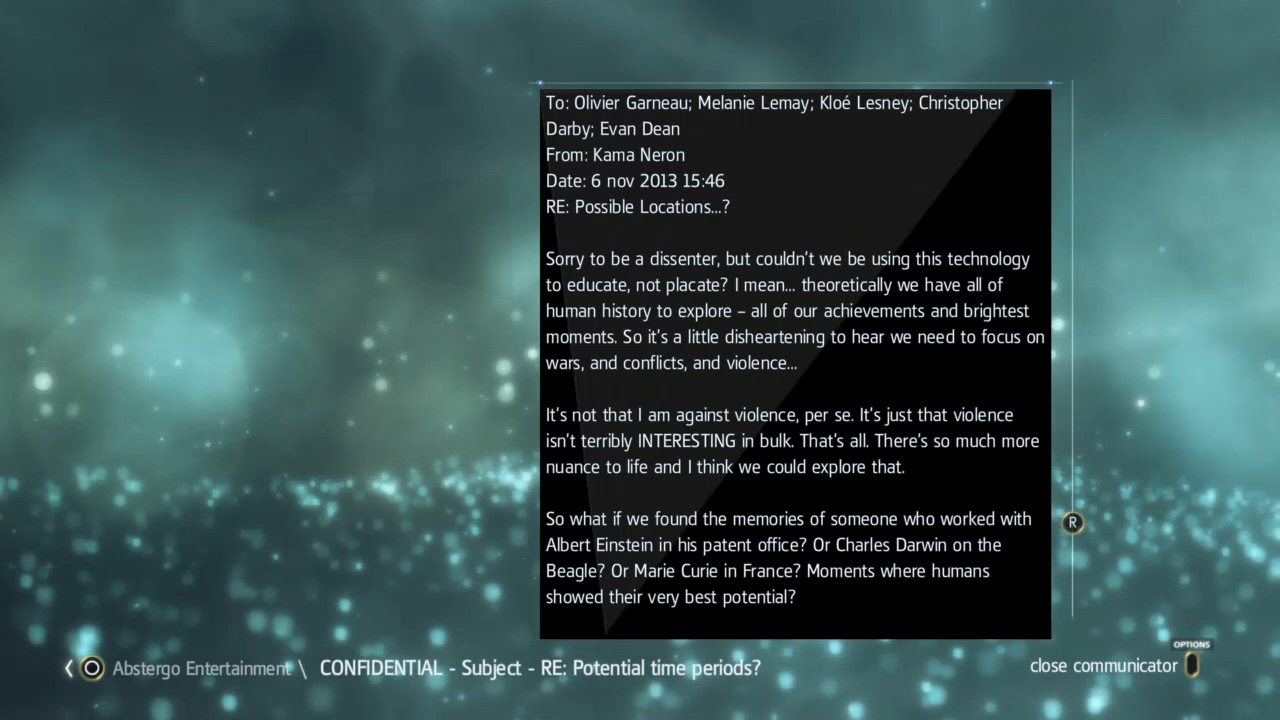 To: Olivier Garneau; Melanie Lemay; Kloé Lesney; Christopher
Darby; Evan Dean
From: Kama Neron
Date: 6 nov 2013 15:46
RE: Possible Locations...?
Sorry to be a dissenter, but couldn't we be using this technology
to educate, not placate? I mean... theoretically we have all of
human history to explore – all of our achievements and brightest
moments. So it's a little disheartening to hear we need to focus on
wars, and conflicts, and violence...
It's not that I am against violence, per se. It's just that violence
isn't terribly INTERESTING in bulk. That's all. There's so much more
nuance to life and I think we could explore that.
So what if we found the memories of someone who worked with
Albert Einstein in his patent office? Or Charles Darwin on the
Beagle? Or Marie Curie in France? Moments where humans
showed their very best potential?
R
OPTIONS
Abstergo Entertainment \ CONFIDENTIAL - Subject - RE: Potential time periods?
close communicator